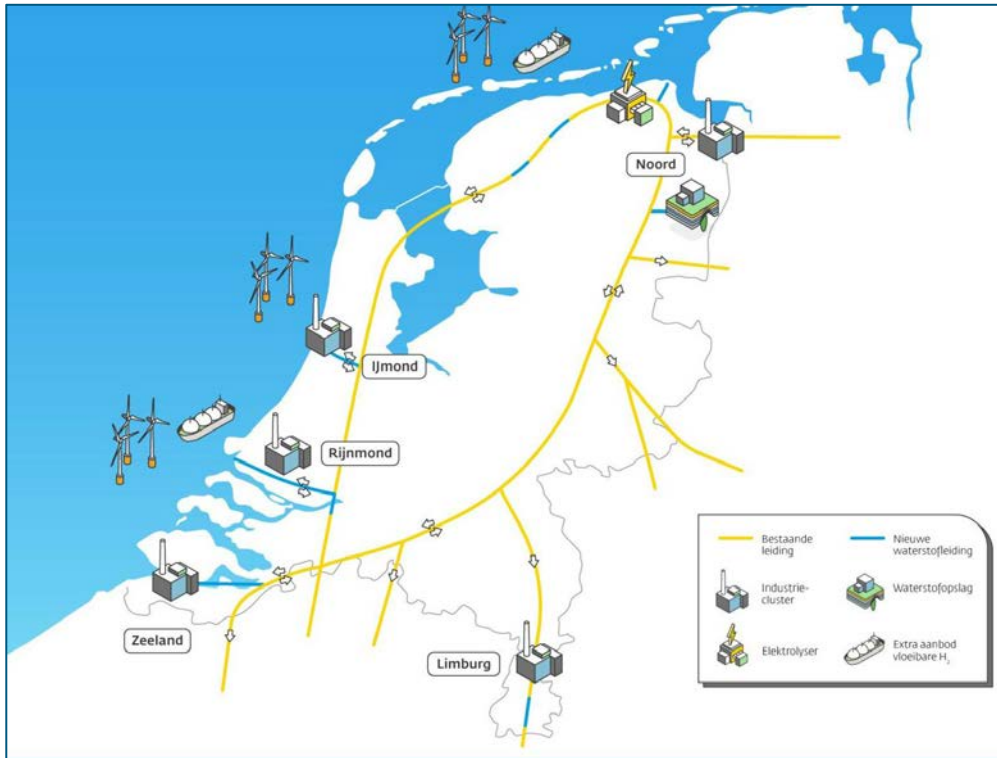 Noord
IJmond
Rijnmond
Zeeland
Limburg
Bestaande
leiding
Nieuwe
waterstofleiding
Industrie-
cluster
Waterstofopslag
Elektrolyser
Extra aanbod
vloeibare H₂